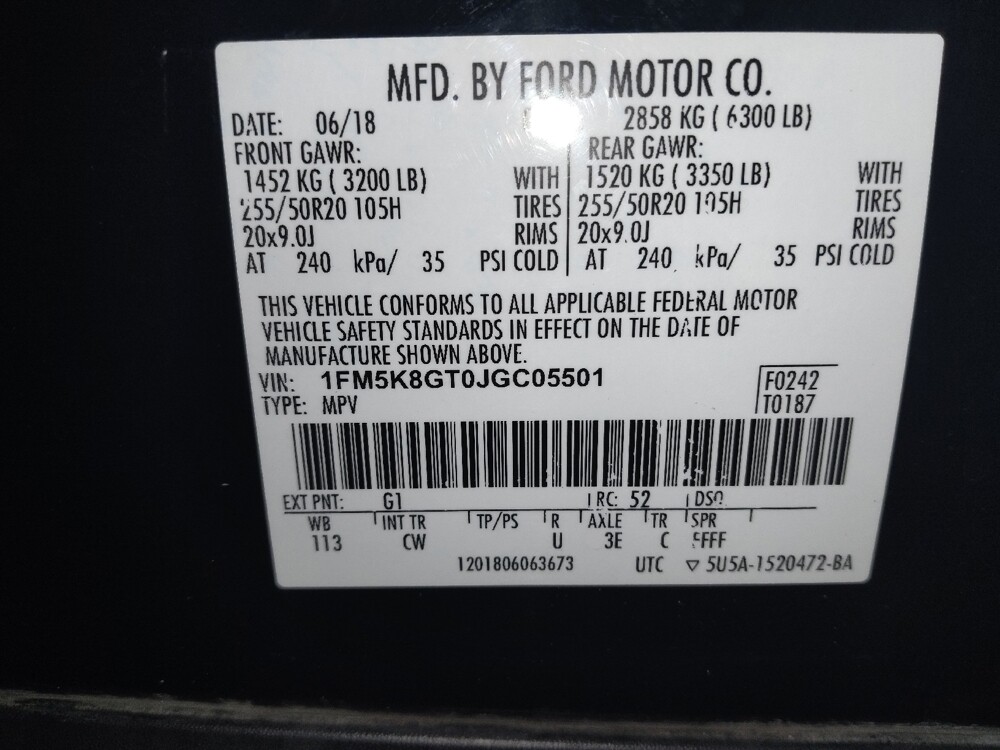 MFD. BY FORD MOTOR CO.
DATE: 06/18 2858 KG ( 6300 LB)
FRONT GAWR: REAR GAWR:
1452 KG ( 3200 LB) WITH 1520 KG ( 3350 LB) WITH
255/50R20 105H TIRES 255/50R20 105H TIRES
20x9.0J RIMS 20x9.0J RIMS
AT 240 kPa/ 35 PSI COLD AT 240 kPa/ 35 PSI COLD
THIS VEHICLE CONFORMS TO ALL APPLICABLE FEDERAL MOTOR
VEHICLE SAFETY STANDARDS IN EFFECT ON THE DATE OF
MANUFACTURE SHOWN ABOVE.
VIN: 1FM5K8GT0JGC05501 F0242
TYPE: MPV T0187
EXT PNT: G1 RC: 52 DSO:
WB INT TR TP/PS R AXLE TR SPR
113 CW U 3E C FFFF
1201806063673 UTC ▽ 5U5A-1520472-BA